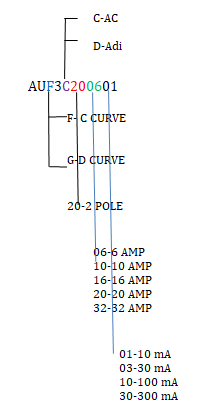 C-AC
D-Adi
AUF3C200601
F- C CURVE
G-D CURVE
20-2 POLE
06-6 AMP
10-10 AMP
16-16 AMP
20-20 AMP
32-32 AMP
01-10 mA
03-30 mA
10-100 mA
30-300 mA